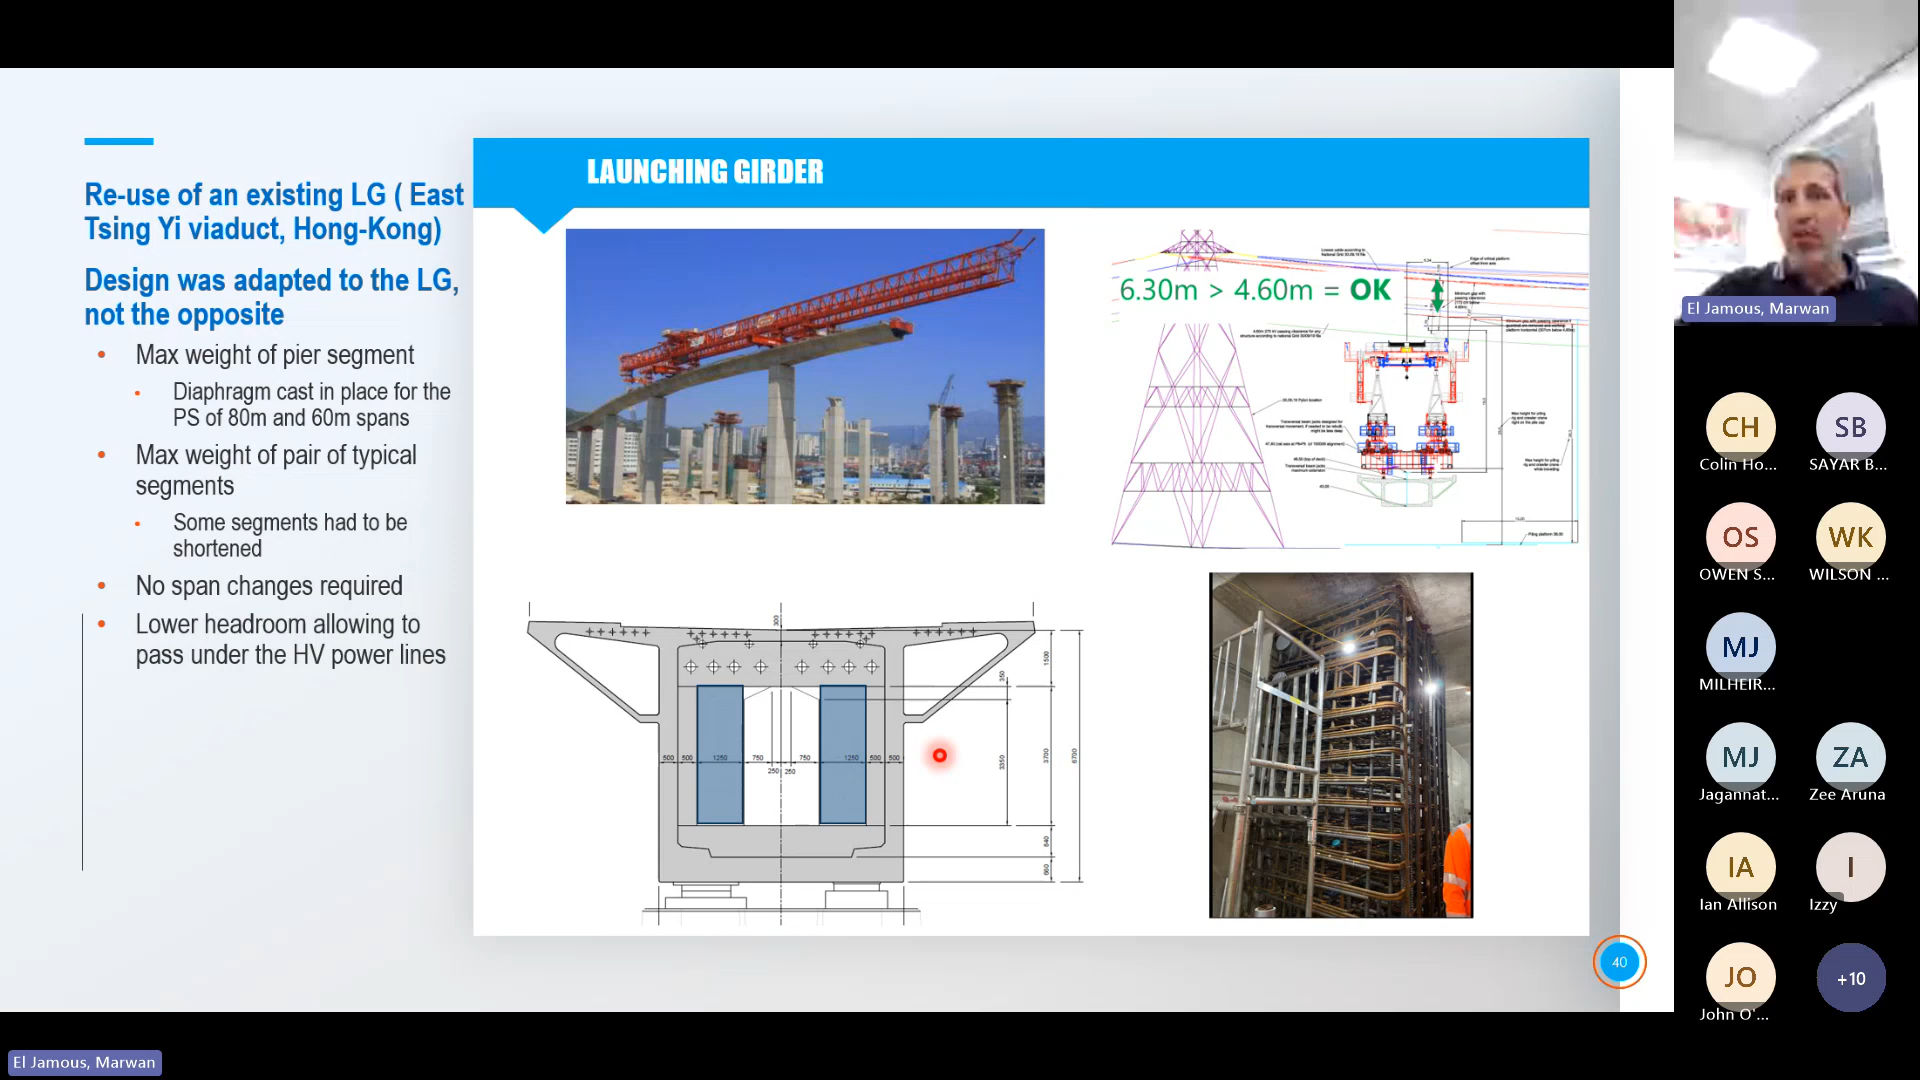 Re-use of an existing LG ( East
Tsing Yi viaduct, Hong-Kong)
Design was adapted to the LG,
not the opposite
• Max weight of pier segment
• Diaphragm cast in place for the
PS of 80m and 60m spans
• Max weight of pair of typical
segments
• Some segments had to be
shortened
• No span changes required
• Lower headroom allowing to
pass under the HV power lines
LAUNCHING GIRDER
6.30m > 4.60m = OK
300
1500
350
500 500 1250 750 750 1250 500 500
250 250
3350
3700
6700
640
660
40
El Jamous, Marwan
CH
SB
Colin Ho...
SAYAR B...
OS
WK
OWEN S...
WILSON ...
MJ
MILHEIR...
MJ
ZA
Jagannat...
Zee Aruna
IA
I
Ian Allison
Izzy
JO
+10
John O'...
El Jamous, Marwan